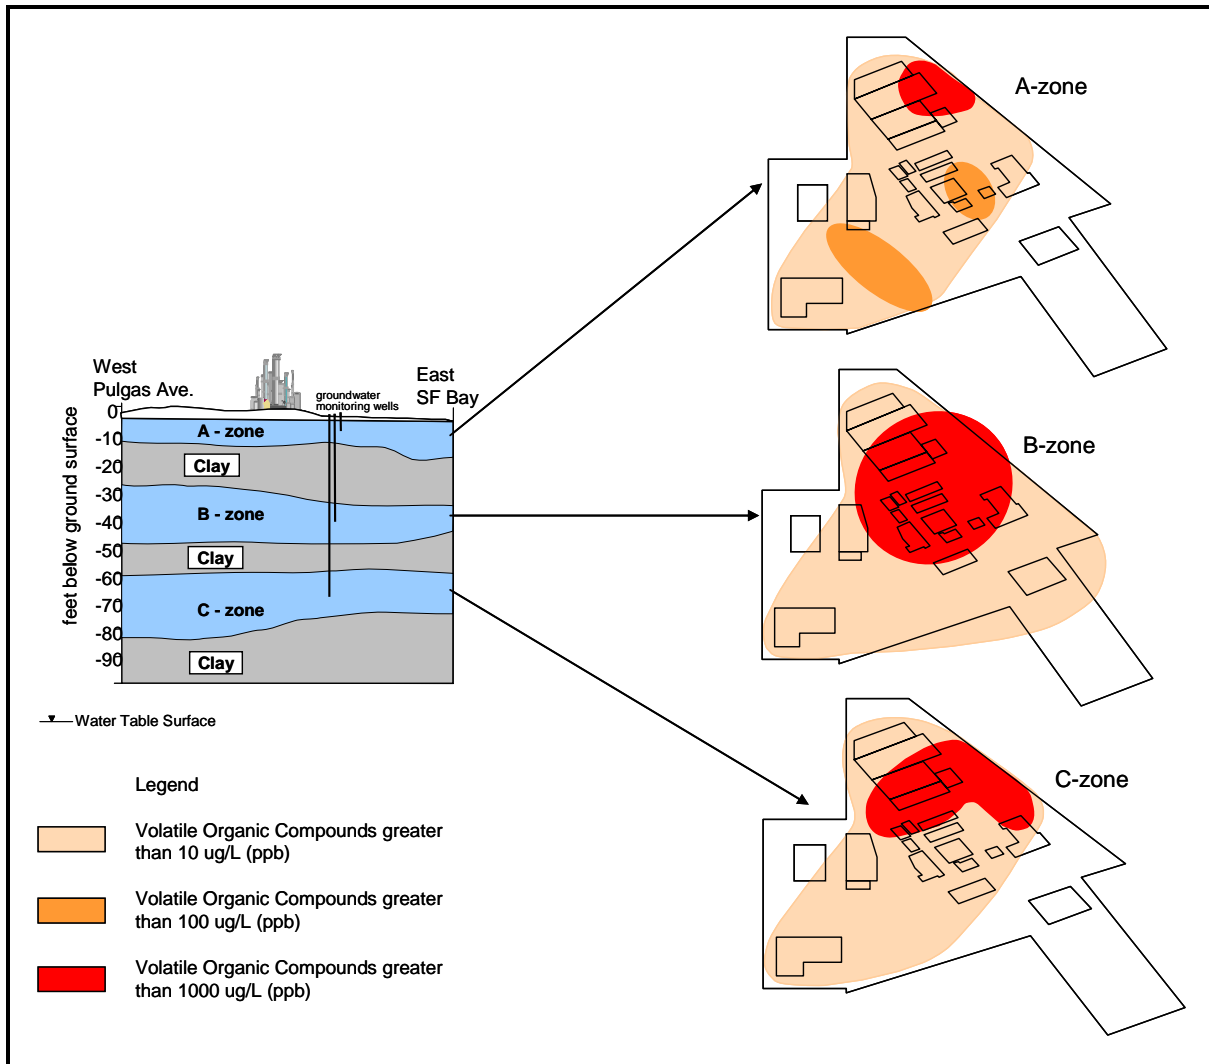 A-zone
West
Pulgas Ave.
East
SF Bay
groundwater
monitoring wells
feet below ground surface
0
-10
-20
-30
-40
-50
-60
-70
-80
-90
A - zone
Clay
B - zone
Clay
C - zone
Clay
B-zone
C-zone
Water Table Surface
Legend
Volatile Organic Compounds greater
than 10 ug/L (ppb)
Volatile Organic Compounds greater
than 100 ug/L (ppb)
Volatile Organic Compounds greater
than 1000 ug/L (ppb)